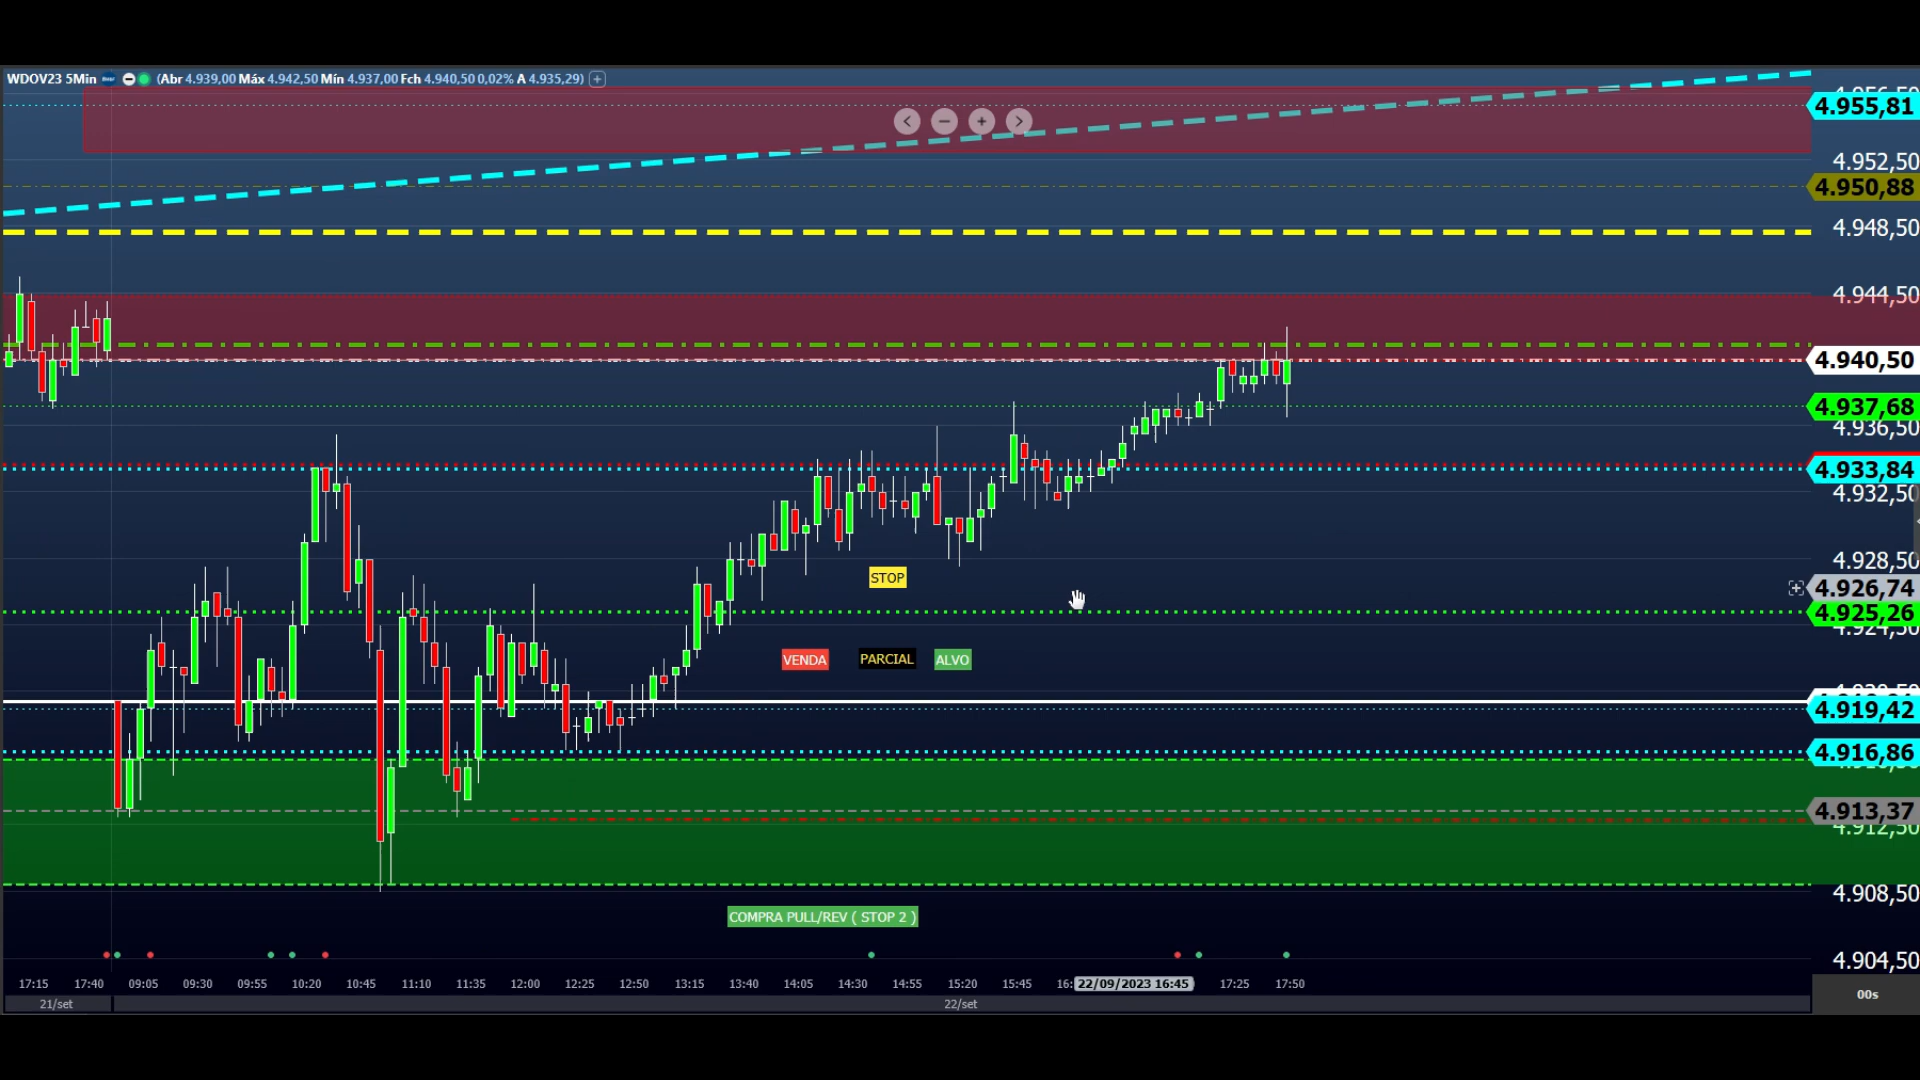 WDOV23 5Min (Abr 4.939,00 Máx 4.942,50 Mín 4.937,00 Fch 4.940,50 0,02% A 4.935,29)
4.955,81
4.952,50
4.950,88
4.948,50
4.944,50
4.940,50
4.937,68
4.936,50
4.933,84
4.932,50
4.928,50
STOP
4.926,74
4.925,26
4.924,50
VENDA PARCIAL ALVO
4.919,42
4.916,86
4.913,37
4.912,50
4.908,50
COMPRA PULL/REV ( STOP 2 )
4.904,50
17:15 17:40 09:05 09:30 09:55 10:20 10:45 11:10 11:35 12:00 12:25 12:50 13:15 13:40 14:05 14:30 14:55 15:20 15:45 16: 22/09/2023 16:45 17:25 17:50
00s
21/set 22/set